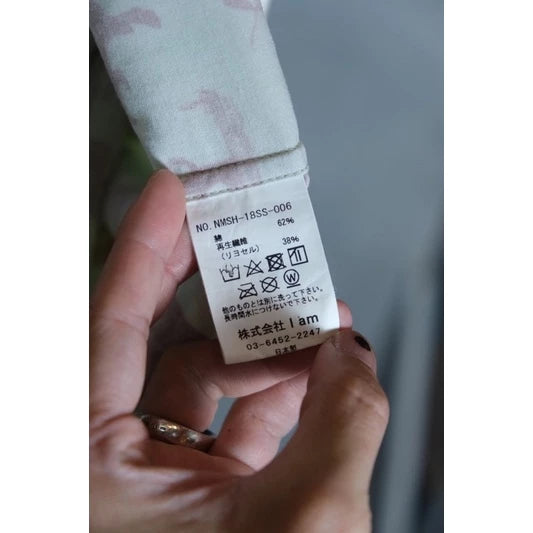 NO.NMSH-18SS-006
綿 62%
再生繊維 38%
(リヨセル)
W
他のものとは別に洗って下さい。
長時間水につけないで下さい。
株式会社 I am
03-6452-2247
日本製